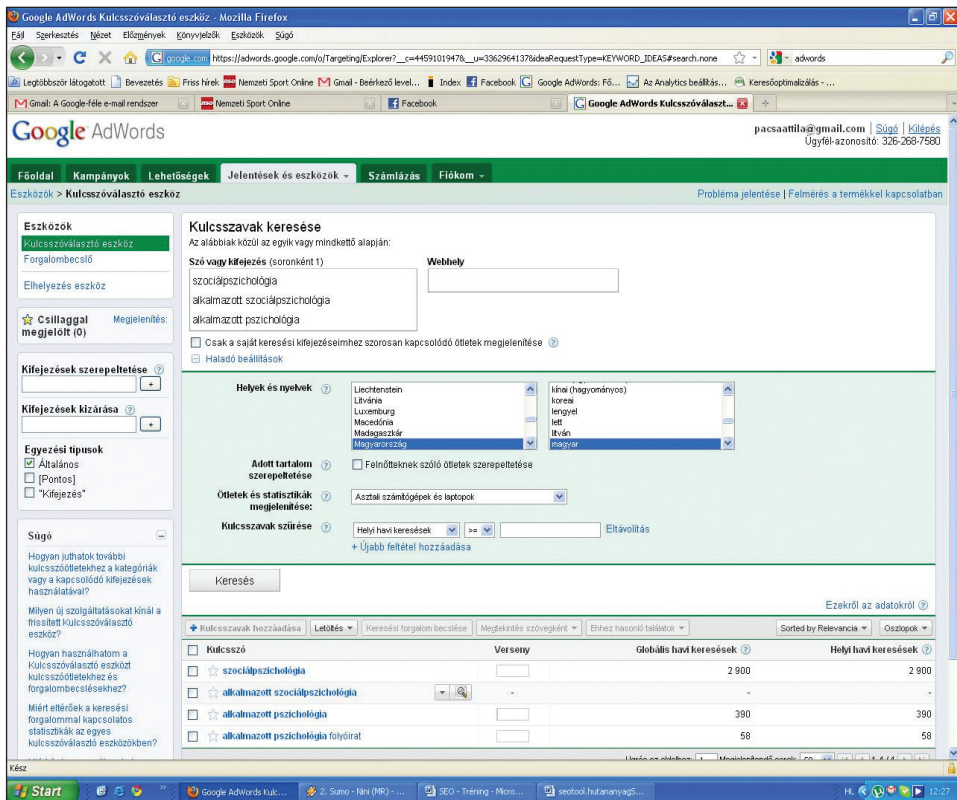 Google AdWords Kulcsszóválasztó eszköz - Mozilla Firefox
Fájl Szerkesztés Nézet Előzmények Könyvjelzők Eszközök Súgó
google.com https://adwords.google.com/o/Targeting/Explorer?__c=4459101947&__u=3362964137&ideaRequestType=KEYWORD_IDEAS#search.none adwords
Legtöbbször látogatott Bevezetés Friss hírek Nemzeti Sport Online Gmail - Beérkező level... Index Facebook Google AdWords: Fő... Az Analytics beállítás... Keresőoptimalizálás - ...
Gmail: A Google-féle e-mail rendszer Nemzeti Sport Online Facebook Google AdWords Kulcsszóválaszt...
Google AdWords
pacsaattila@gmail.com | Súgó | Kilépés
Ügyfél-azonosító: 326-268-7580
Főoldal Kampányok Lehetőségek Jelentések és eszközök Számlázás Fiókom
Eszközök > Kulcsszóválasztó eszköz Probléma jelentése | Felmérés a termékkel kapcsolatban
Eszközök
Kulcsszóválasztó eszköz
Forgalombecslő
Elhelyezés eszköz
Csillaggal megjelölt (0) Megjelenítés:
Kifejezések szerepeltetése
+
Kifejezések kizárása
+
Egyezési típusok
Általános
[Pontos]
"Kifejezés"
Súgó
Hogyan juthatok további
kulcsszóötletekhez a kategóriák
vagy a kapcsolódó kifejezések
használatával?
Milyen új szolgáltatásokat kínál a
frissített Kulcsszóválasztó
eszköz?
Hogyan használhatom a
Kulcsszóválasztó eszközt
kulcsszóötletekhez és
forgalombecslésekhez?
Miért eltérőek a keresési
forgalommal kapcsolatos
statisztikák az egyes
kulcsszóválasztó eszközökben?
Kulcsszavak keresése
Az alábbiak közül az egyik vagy mindkettő alapján:
Szó vagy kifejezés (soronként 1) Webhely
szociálpszichológia
alkalmazott szociálpszichológia
alkalmazott pszichológia
Csak a saját keresési kifejezéseimhez szorosan kapcsolódó ötletek megjelenítése
Haladó beállítások
Helyek és nyelvek
Liechtenstein
Litvánia
Luxemburg
Macedónia
Madagaszkár
Magyarország
kínai (hagyományos)
koreai
lengyel
lett
litván
magyar
Adott tartalom szerepeltetése Felnőtteknek szóló ötletek szerepeltetése
Ötletek és statisztikák megjelenítése: Asztali számítógépek és laptopok
Kulcsszavak szűrése Helyi havi keresések >= Eltávolítás
+ Újabb feltétel hozzáadása
Keresés
Ezekről az adatokról
Kulcsszavak hozzáadása Letöltés Keresési forgalom becslése Megtekintés szövegként Ehhez hasonló találatok Sorted by Relevancia Oszlopok
Kulcsszó Verseny Globális havi keresések Helyi havi keresések
szociálpszichológia 2 900 2 900
alkalmazott szociálpszichológia - - -
alkalmazott pszichológia 390 390
alkalmazott pszichológia folyóirat 58 58
Kész
Start Google AdWords Kulc... 2. Sumo - Nini (MR) - ... SEO - Tréning - Micro... seotool.hutananyagS... HL 12:27